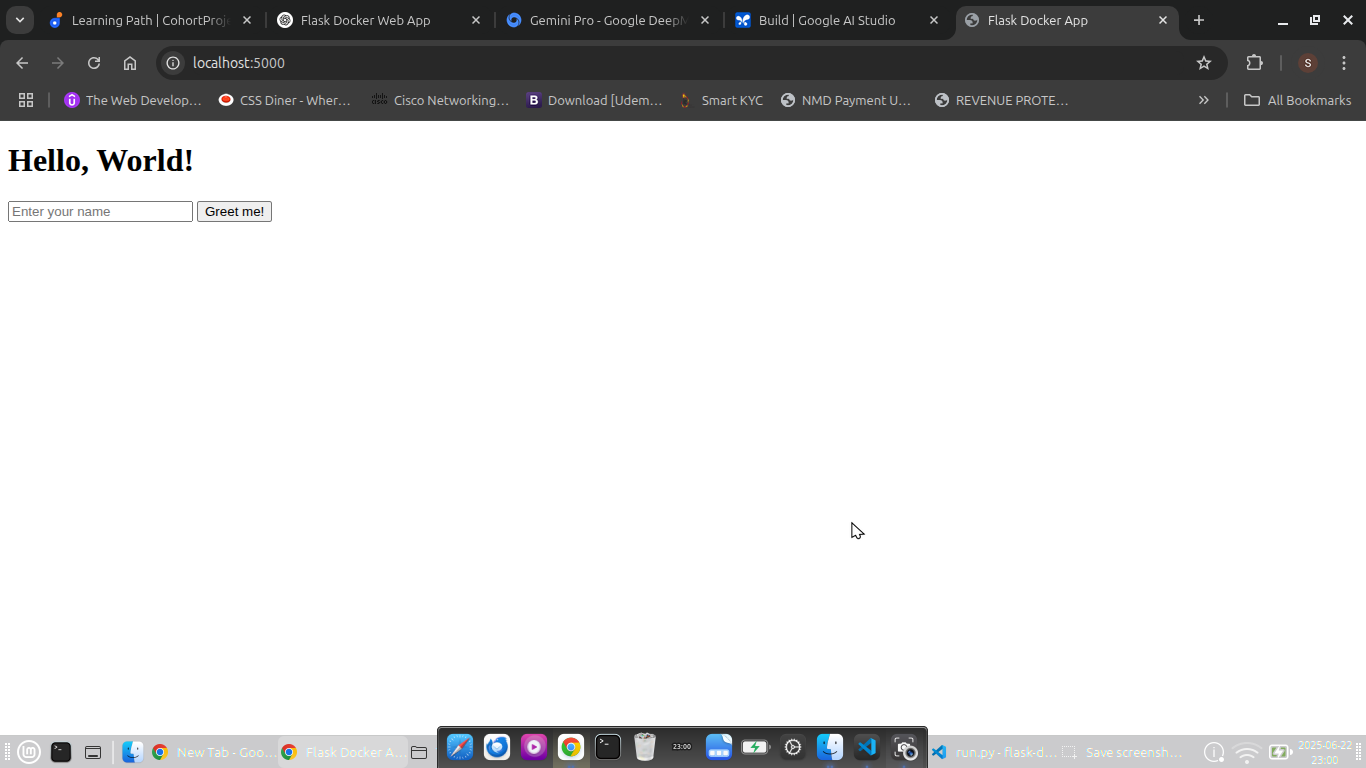 Learning Path | CohortProj
Flask Docker Web App
Gemini Pro - Google DeepM
Build | Google AI Studio
Flask Docker App
localhost:5000
S
The Web Develop…
CSS Diner - Wher…
Cisco Networking…
B
Download [Udem…
Smart KYC
NMD Payment U…
REVENUE PROTE…
All Bookmarks
Hello, World!
Enter your name
Greet me!
New Tab - Goo…
Flask Docker A…
23:00
run.py - flask-d…
Save screensh…
2025-06-22
23:00